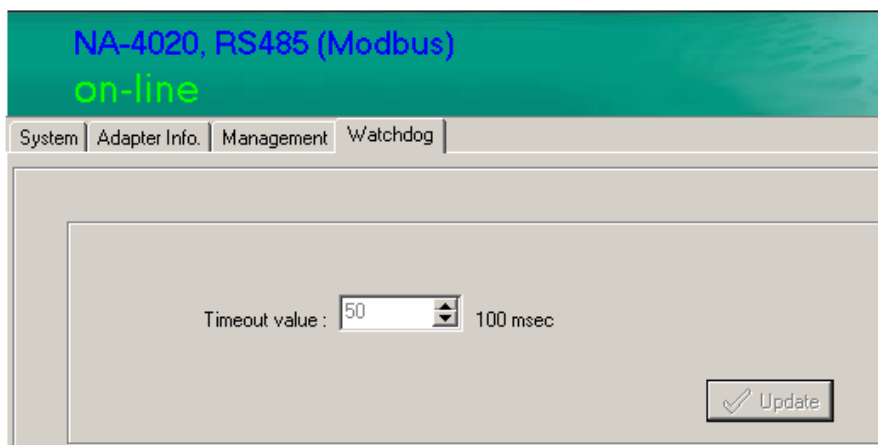 NA-4020, RS485 (Modbus)
on-line
System Adapter Info. Management Watchdog
Timeout value : 50 100 msec
Update